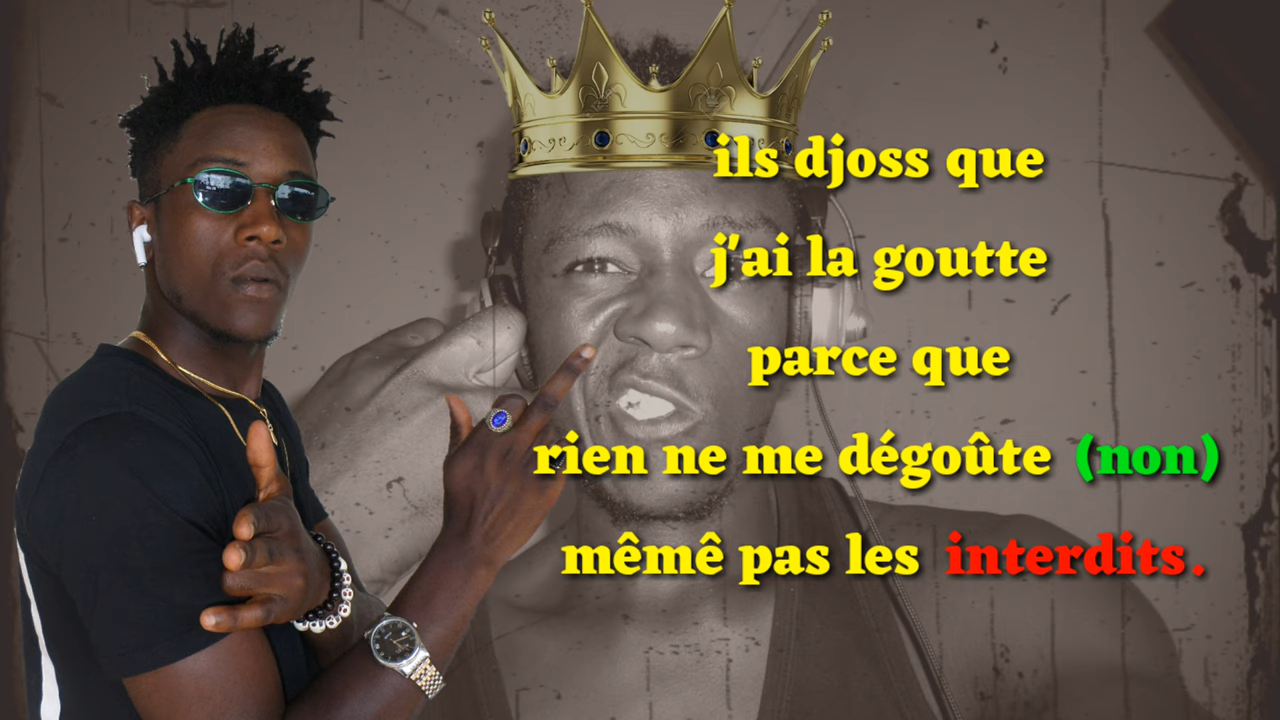 ils djoss que
j'ai la goutte
parce que
rien ne me dégoûte (non)
mêmê pas les interdits.